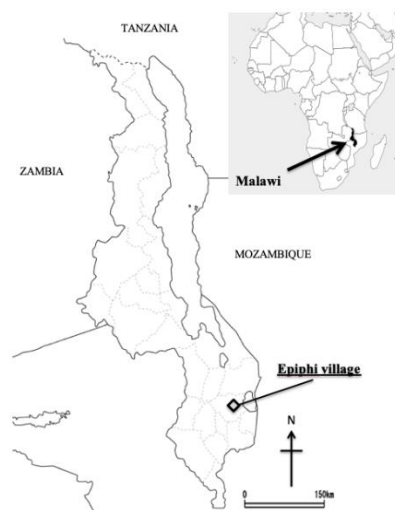 TANZANIA
ZAMBIA
Malawi
MOZAMBIQUE
Epiphi village
N
0 150km